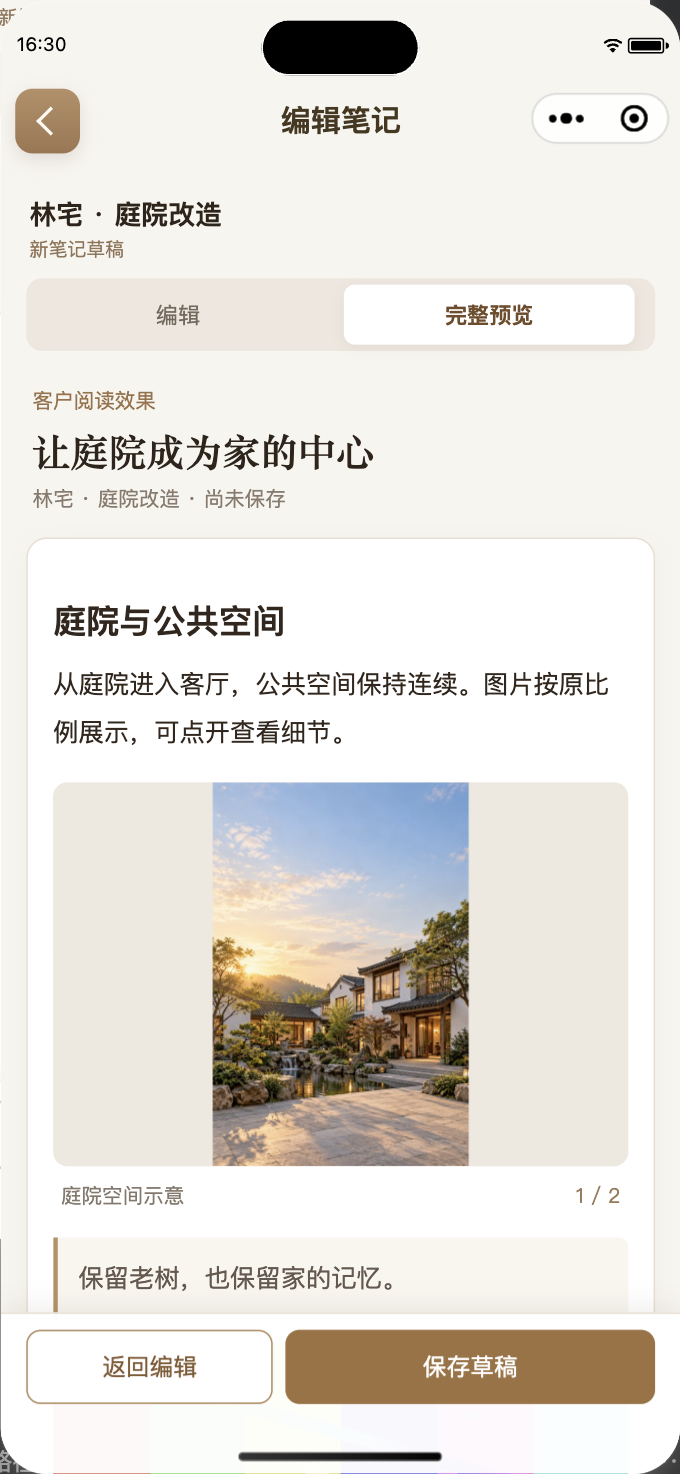 新
16:30
编辑笔记
林宅 · 庭院改造
新笔记草稿
编辑
完整预览
客户阅读效果
让庭院成为家的中心
林宅 · 庭院改造 · 尚未保存
庭院与公共空间
从庭院进入客厅，公共空间保持连续。图片按原比
例展示，可点开查看细节。
庭院空间示意
1 / 2
保留老树，也保留家的记忆。
返回编辑
保存草稿